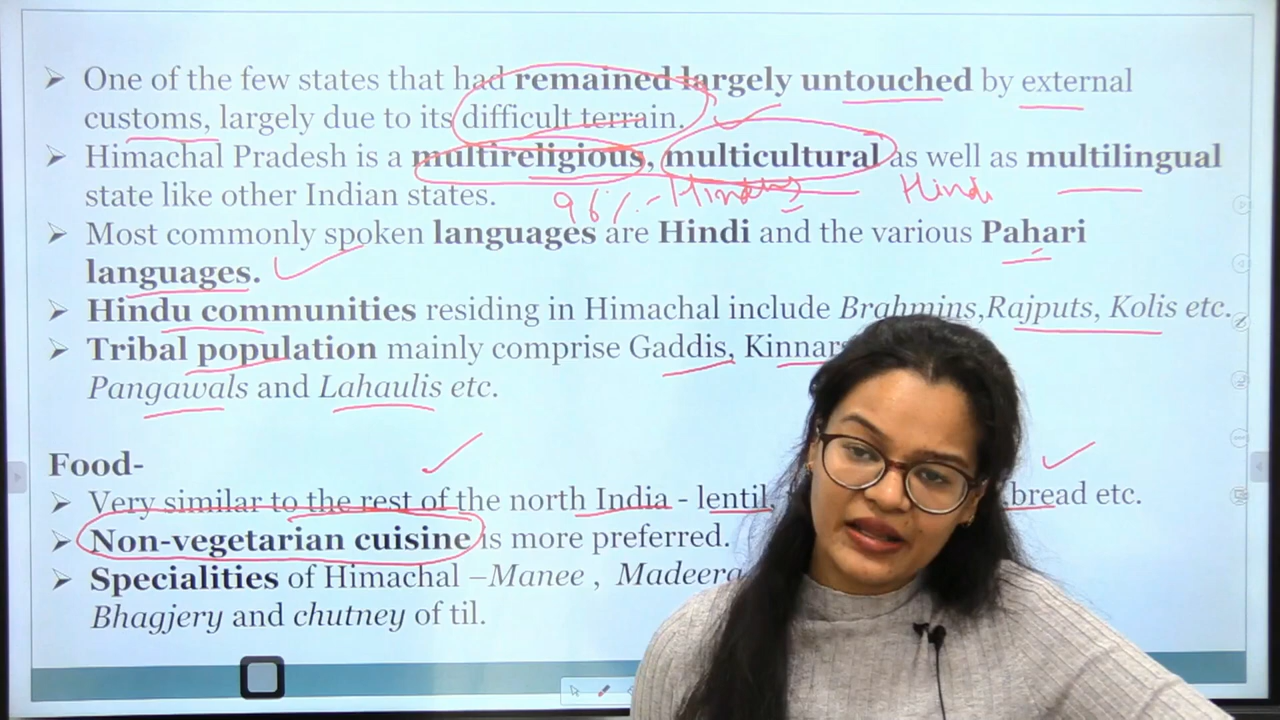 ➤ One of the few states that had remained largely untouched by external
customs, largely due to its difficult terrain.
➤ Himachal Pradesh is a multireligious, multicultural as well as multilingual
state like other Indian states.
96% - Hindus Hindi
➤ Most commonly spoken languages are Hindi and the various Pahari
languages.
➤ Hindu communities residing in Himachal include Brahmins,Rajputs, Kolis etc.
➤ Tribal population mainly comprise Gaddis, Kinnars
Pangawals and Lahaulis etc.
Food-
➤ Very similar to the rest of the north India - lentil, bread etc.
➤ Non-vegetarian cuisine is more preferred.
➤ Specialities of Himachal –Manee , Madeera
Bhagjery and chutney of til.